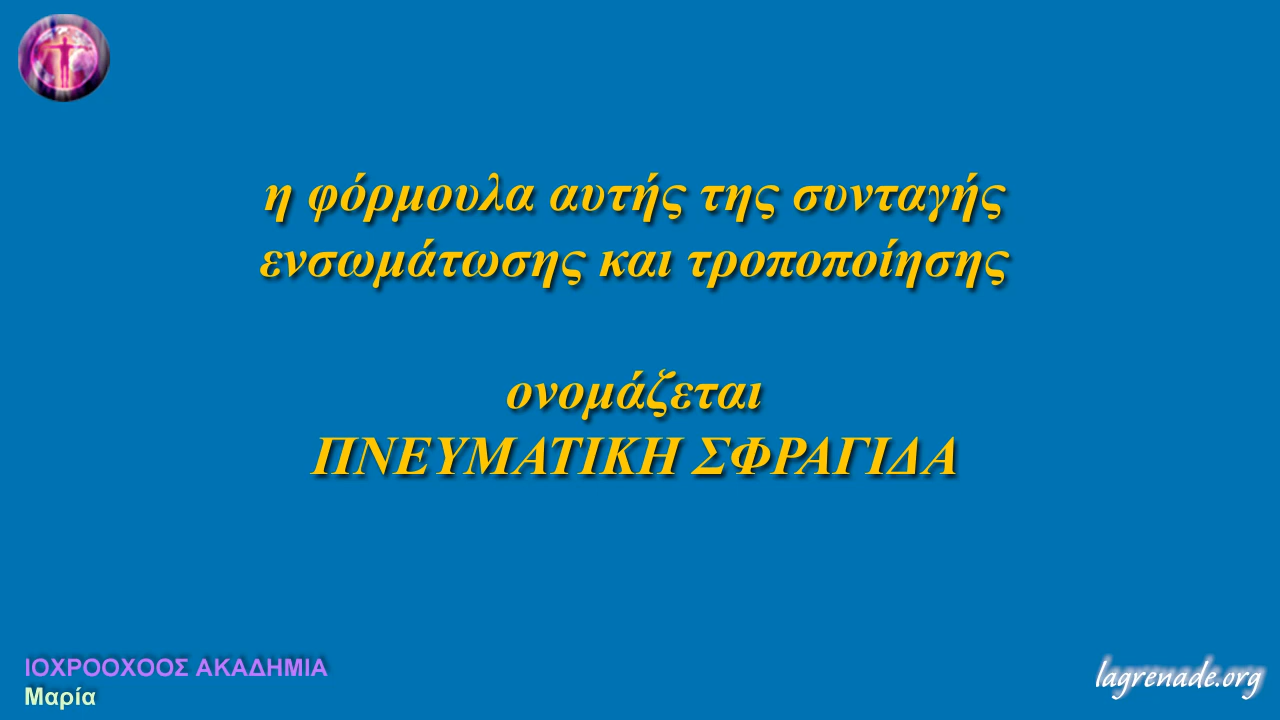 η φόρμουλα αυτής της συνταγής
ενσωμάτωσης και τροποποίησης
ονομάζεται
ΠΝΕΥΜΑΤΙΚΗ ΣΦΡΑΓΙΔΑ
ΙΟΧΡΟΟΧΟΟΣ ΑΚΑΔΗΜΙΑ
Μαρία
lagrenade.org